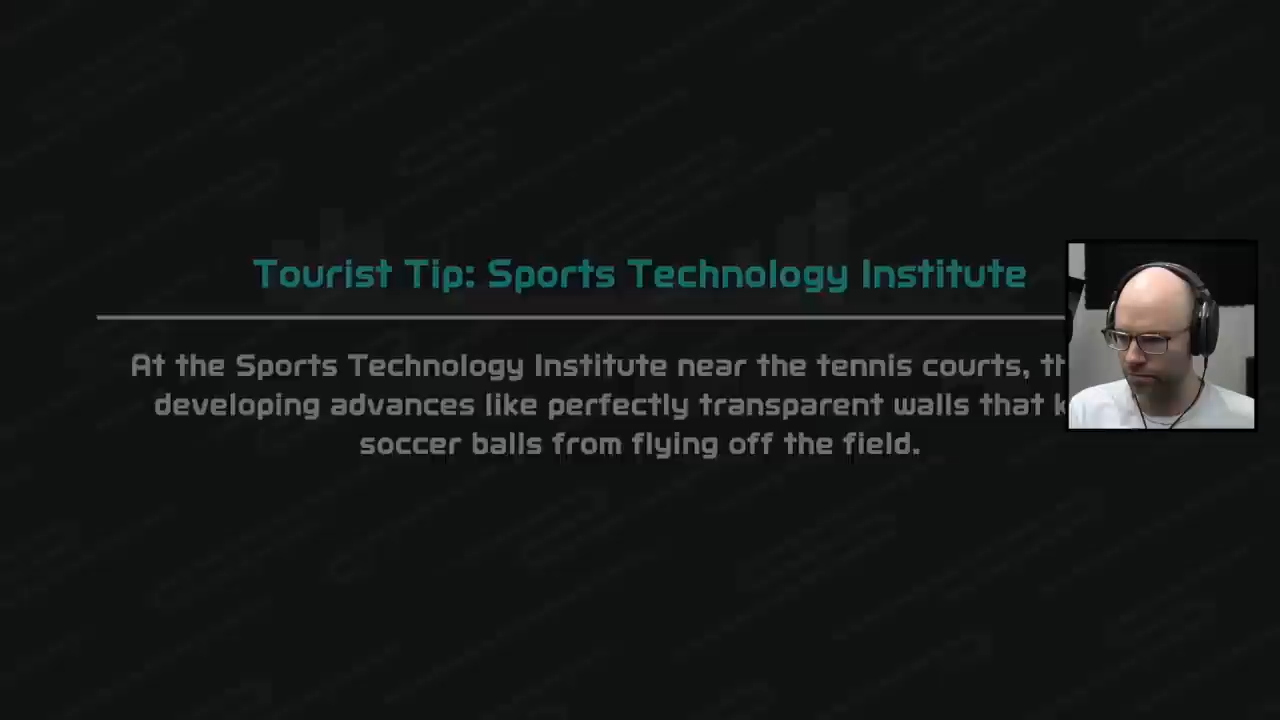 Tourist Tip: Sports Technology Institute
At the Sports Technology Institute near the tennis courts,
developing advances like perfectly transparent walls that
soccer balls from flying off the field.